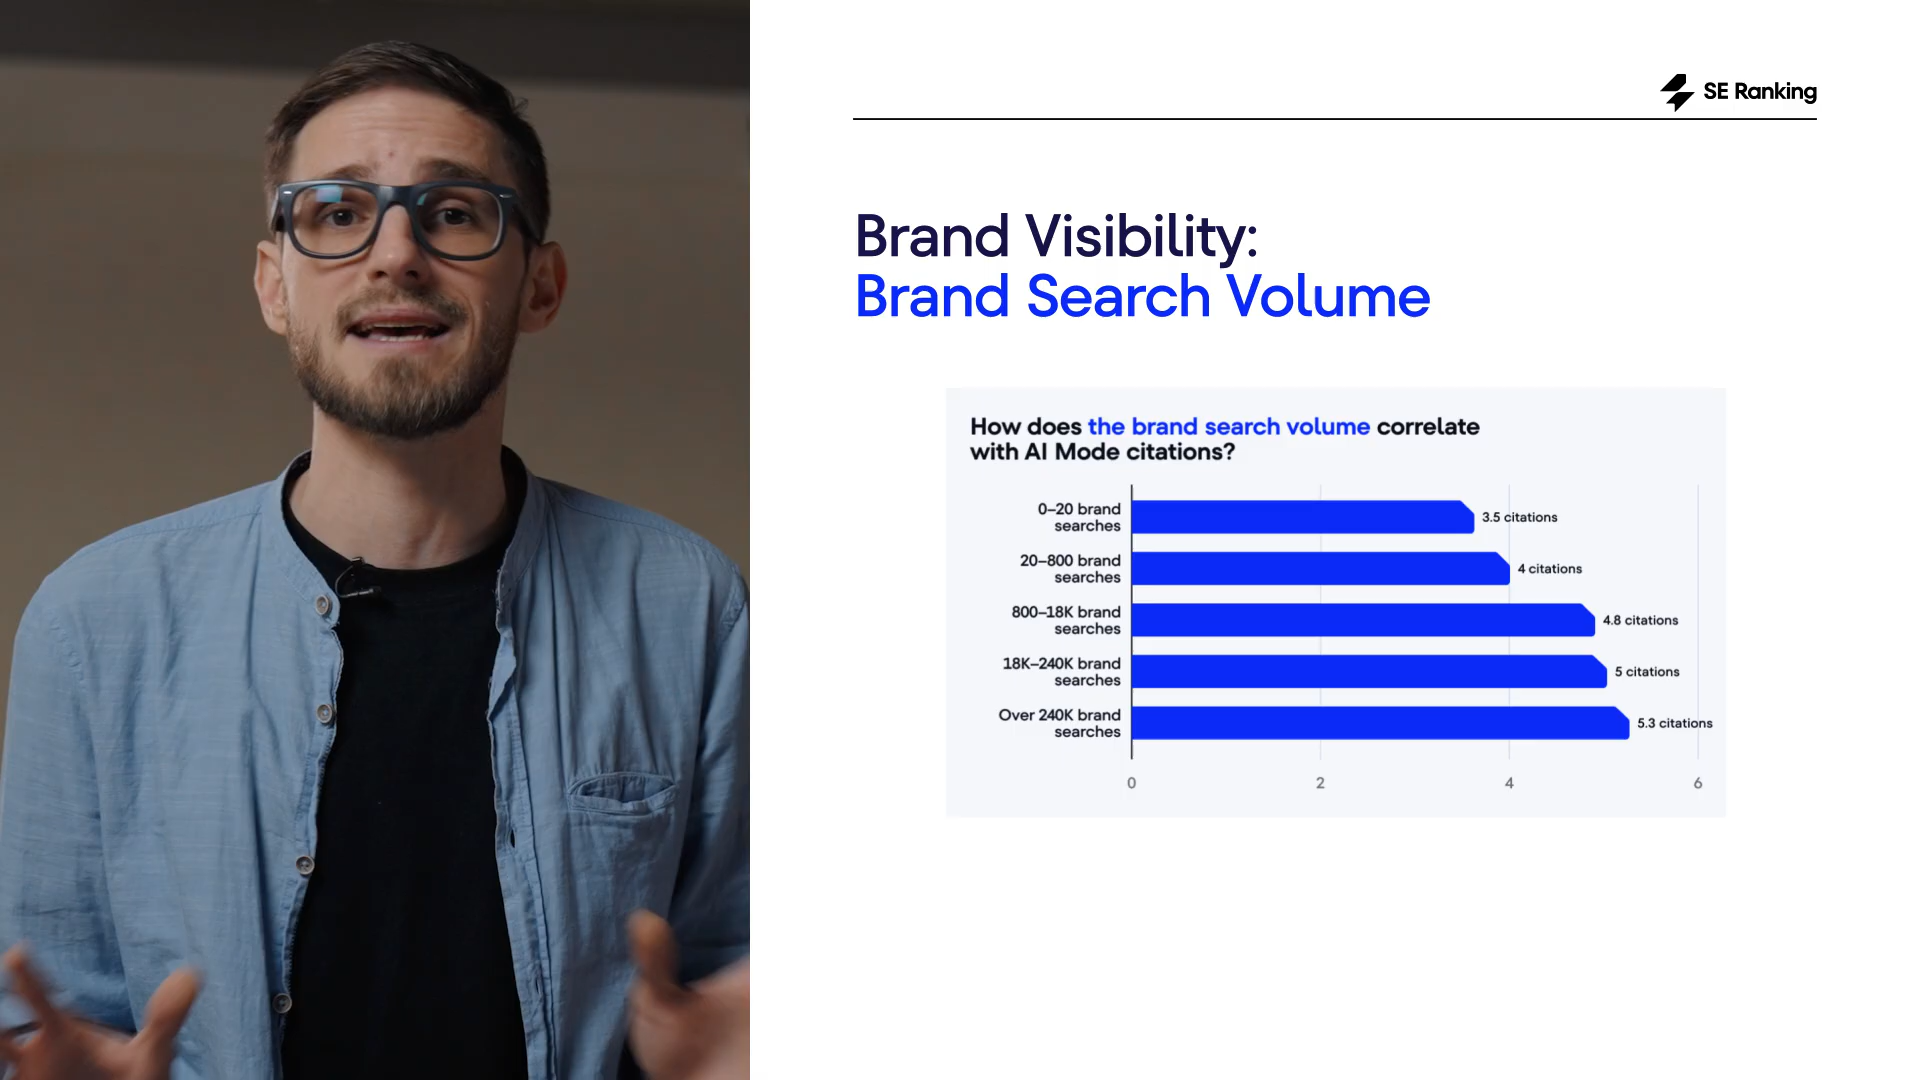 SE Ranking
Brand Visibility:
Brand Search Volume
How does the brand search volume correlate
with AI Mode citations?
0–20 brand
searches
3.5 citations
20–800 brand
searches
4 citations
800–18K brand
searches
4.8 citations
18K–240K brand
searches
5 citations
Over 240K brand
searches
5.3 citations
0 2 4 6